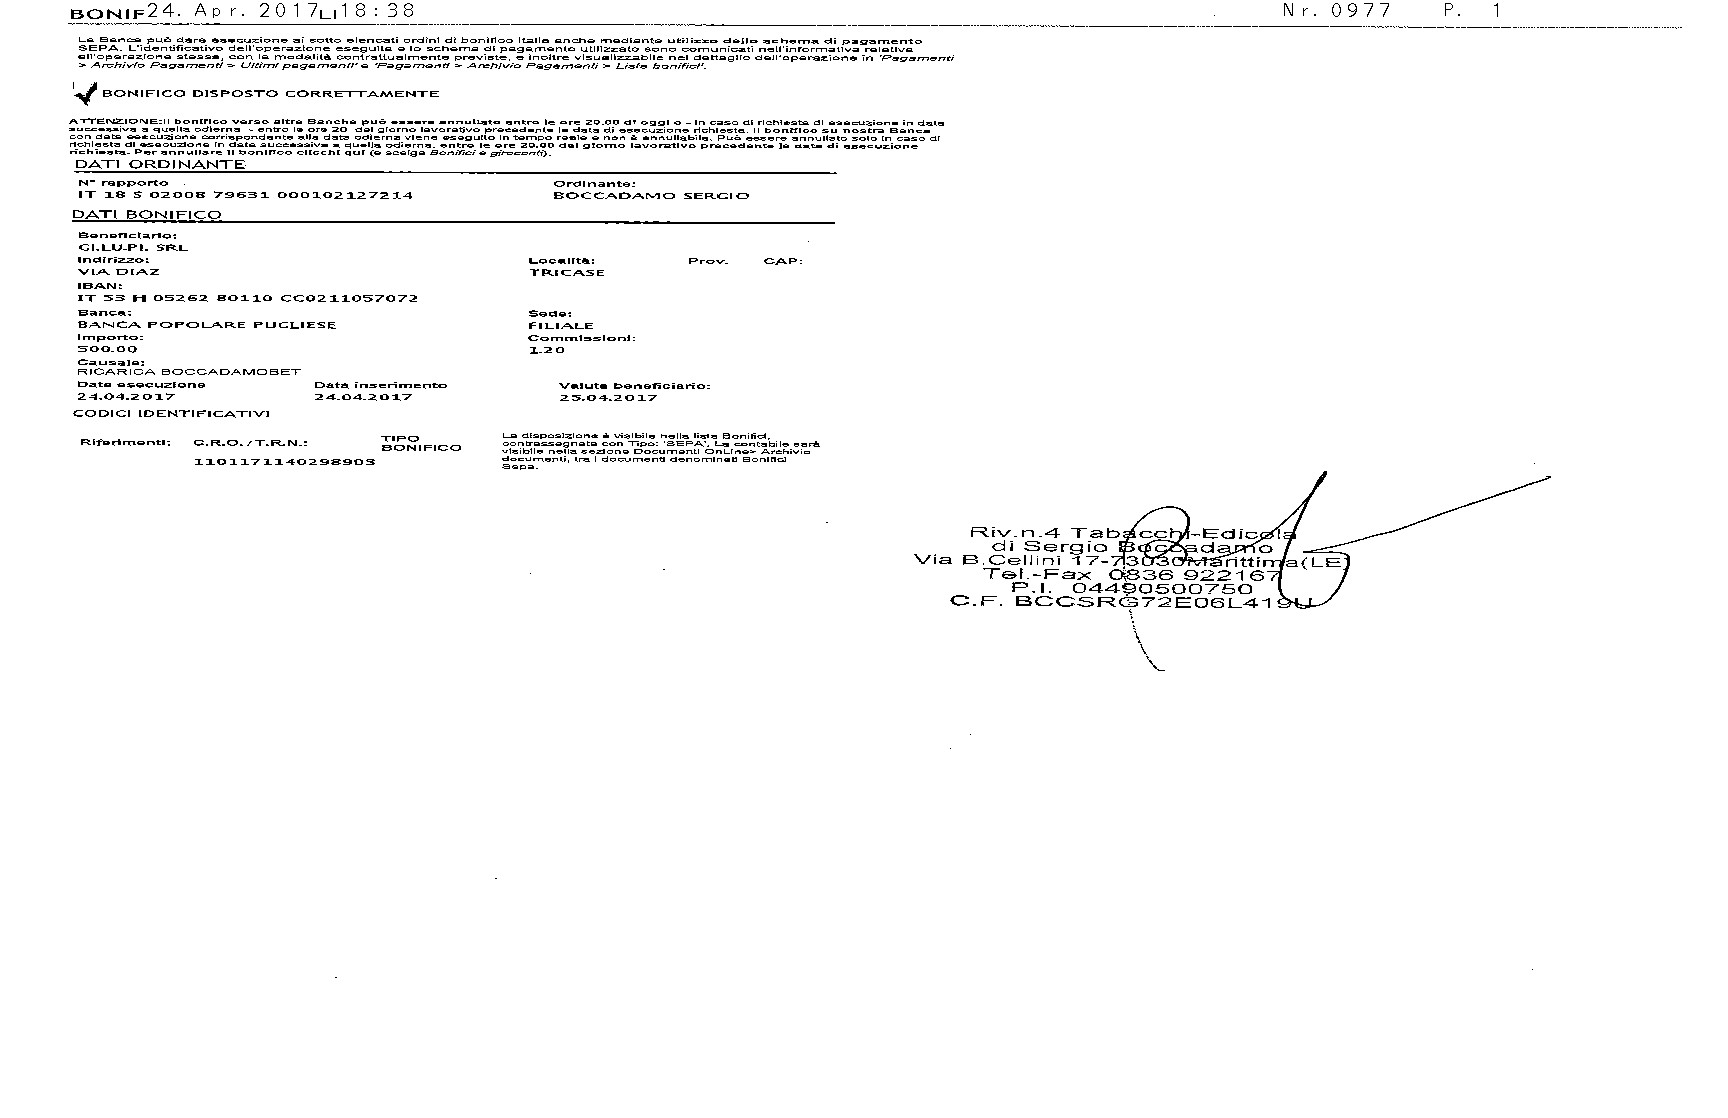 BONIF24. Apr. 2017LI18:38 Nr. 0977 P. 1
La Banca può dare esecuzione ai sotto elencati ordini di bonifico Italia anche mediante utilizzo dello schema di pagamento
SEPA. L'identificativo dell'operazione eseguita e lo schema di pagamento utilizzato sono comunicati nell'informativa relativa
all'operazione stessa, con le modalità contrattualmente previste, e inoltre visualizzabile nel dettaglio dell'operazione in 'Pagamenti
> Archivio Pagamenti > Ultimi pagamenti' e 'Pagamenti > Archivio Pagamenti > Lista bonifici'.
BONIFICO DISPOSTO CORRETTAMENTE
ATTENZIONE:Il bonifico verso altre Banche può essere annullato entro le ore 20.00 d' oggi o - in caso di richiesta di esecuzione in data
successiva a quella odierna - entro le ore 20 del giorno lavorativo precedente la data di esecuzione richiesta. Il bonifico su nostra Banca
con data esecuzione corrispondente alla data odierna viene eseguito in tempo reale e non è annullabile. Può essere annullato solo in caso di
richiesta di esecuzione in data successiva a quella odierna, entro le ore 20.00 del giorno lavorativo precedente la data di esecuzione
richiesta. Per annullare il bonifico clicchi qui (e scelga Bonifici e giroconti).
DATI ORDINANTE
N° rapporto Ordinante:
IT 18 S 02008 79631 000102127214 BOCCADAMO SERGIO
DATI BONIFICO
Beneficiario:
GI.LU.PI. SRL
Indirizzo: Località: Prov. CAP:
VIA DIAZ TRICASE
IBAN:
IT 53 H 05262 80110 CC0211057072
Banca: Sede:
BANCA POPOLARE PUGLIESE FILIALE
Importo: Commissioni:
500.00 1.20
Causale:
RICARICA BOCCADAMOBET
Data esecuzione Data inserimento Valuta beneficiario:
24.04.2017 24.04.2017 25.04.2017
CODICI IDENTIFICATIVI
Riferimenti: C.R.O./T.R.N.: TIPO BONIFICO
1101171140298903
La disposizione è visibile nella lista Bonifici,
contrassegnata con Tipo: 'SEPA'. La contabile sarà
visibile nella sezione Documenti OnLine> Archivio
documenti, tra i documenti denominati Bonifici
Sepa.
Riv.n.4 Tabacchi-Edicola
di Sergio Boccadamo
Via B.Cellini 17-73030Marittima(LE)
Tel.-Fax 0836 922167
P.I. 04490500750
C.F. BCCSRG72E06L419U